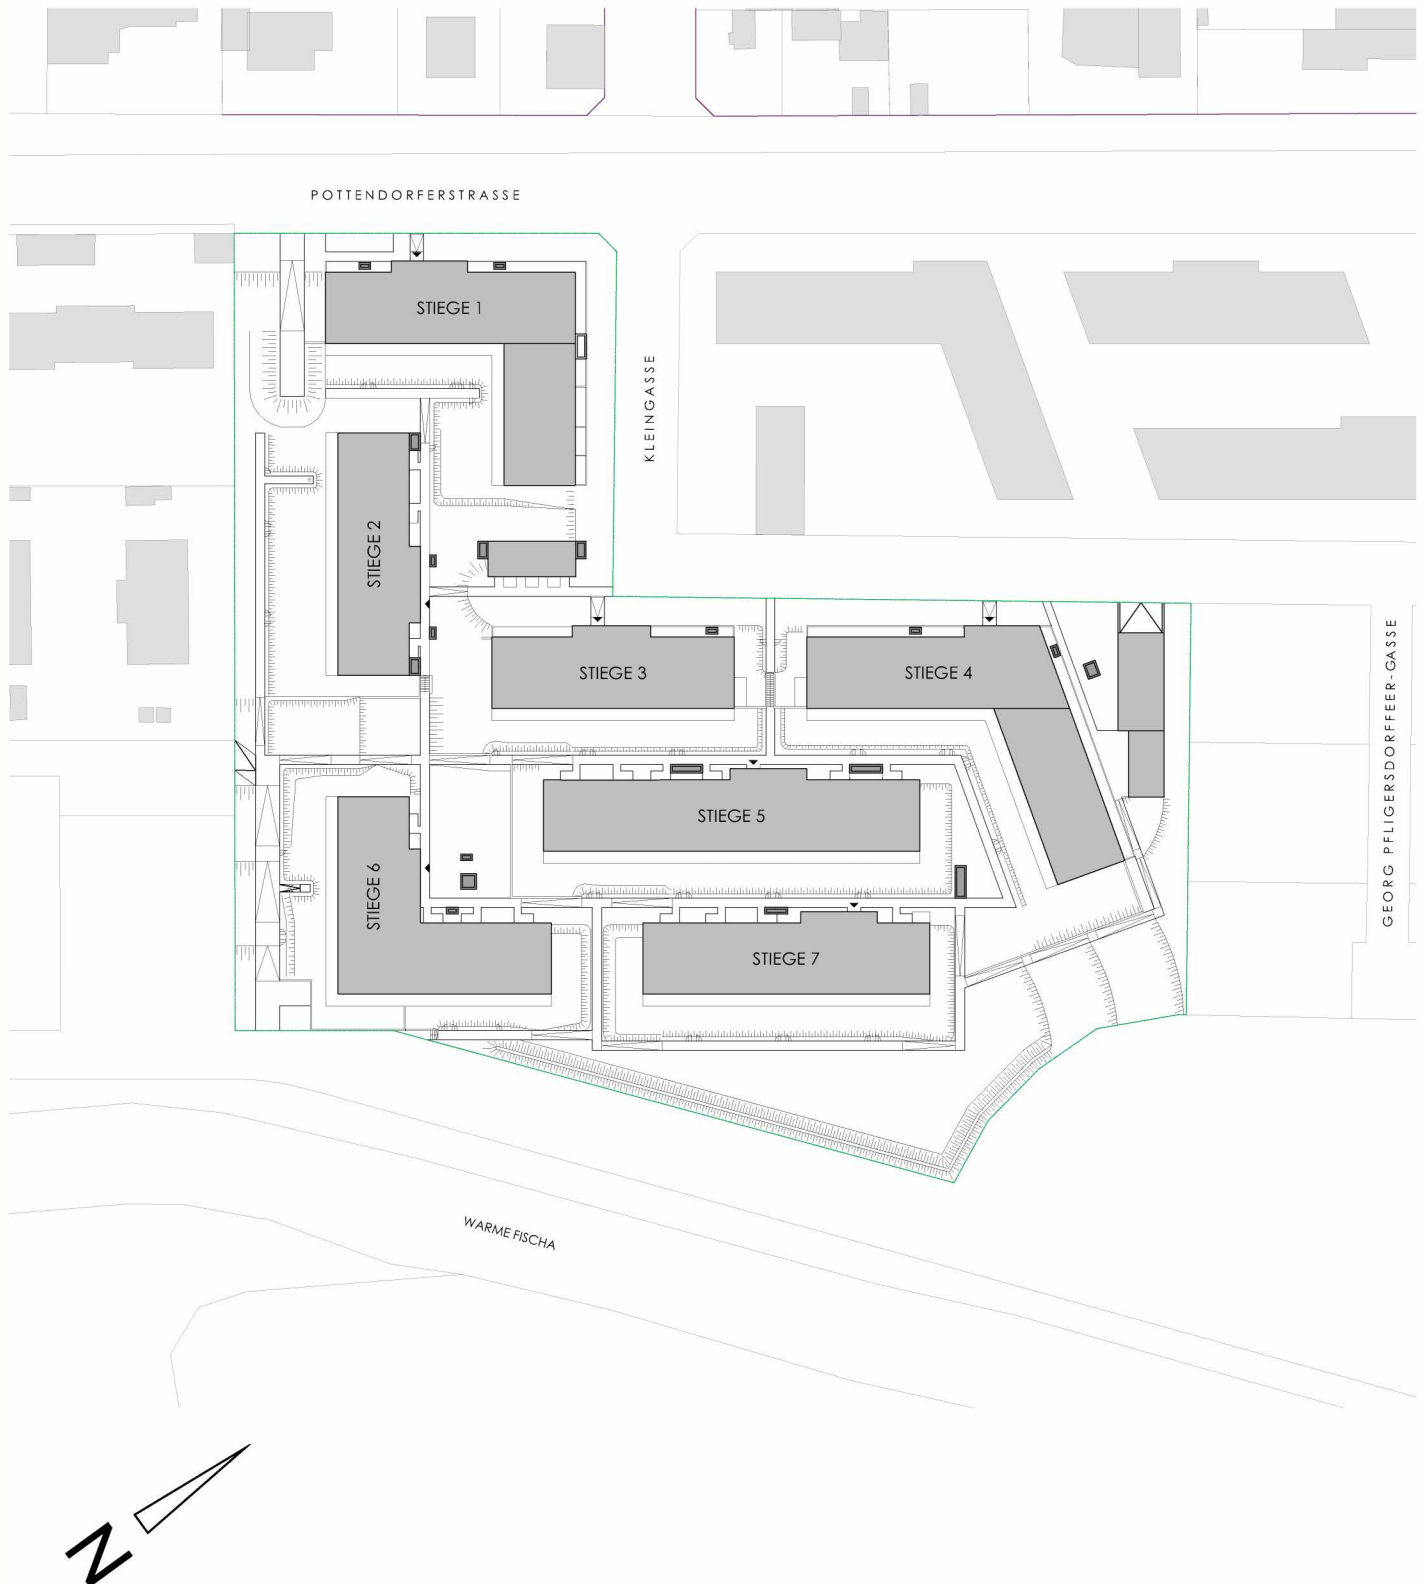 POTTENDORFERSTRASSE
STIEGE 1
KLEINGASSE
STIEGE 2
STIEGE 3
STIEGE 4
GEORG PFLIGERSDORFFEER-GASSE
STIEGE 5
STIEGE 6
STIEGE 7
WARME FISCHA
N